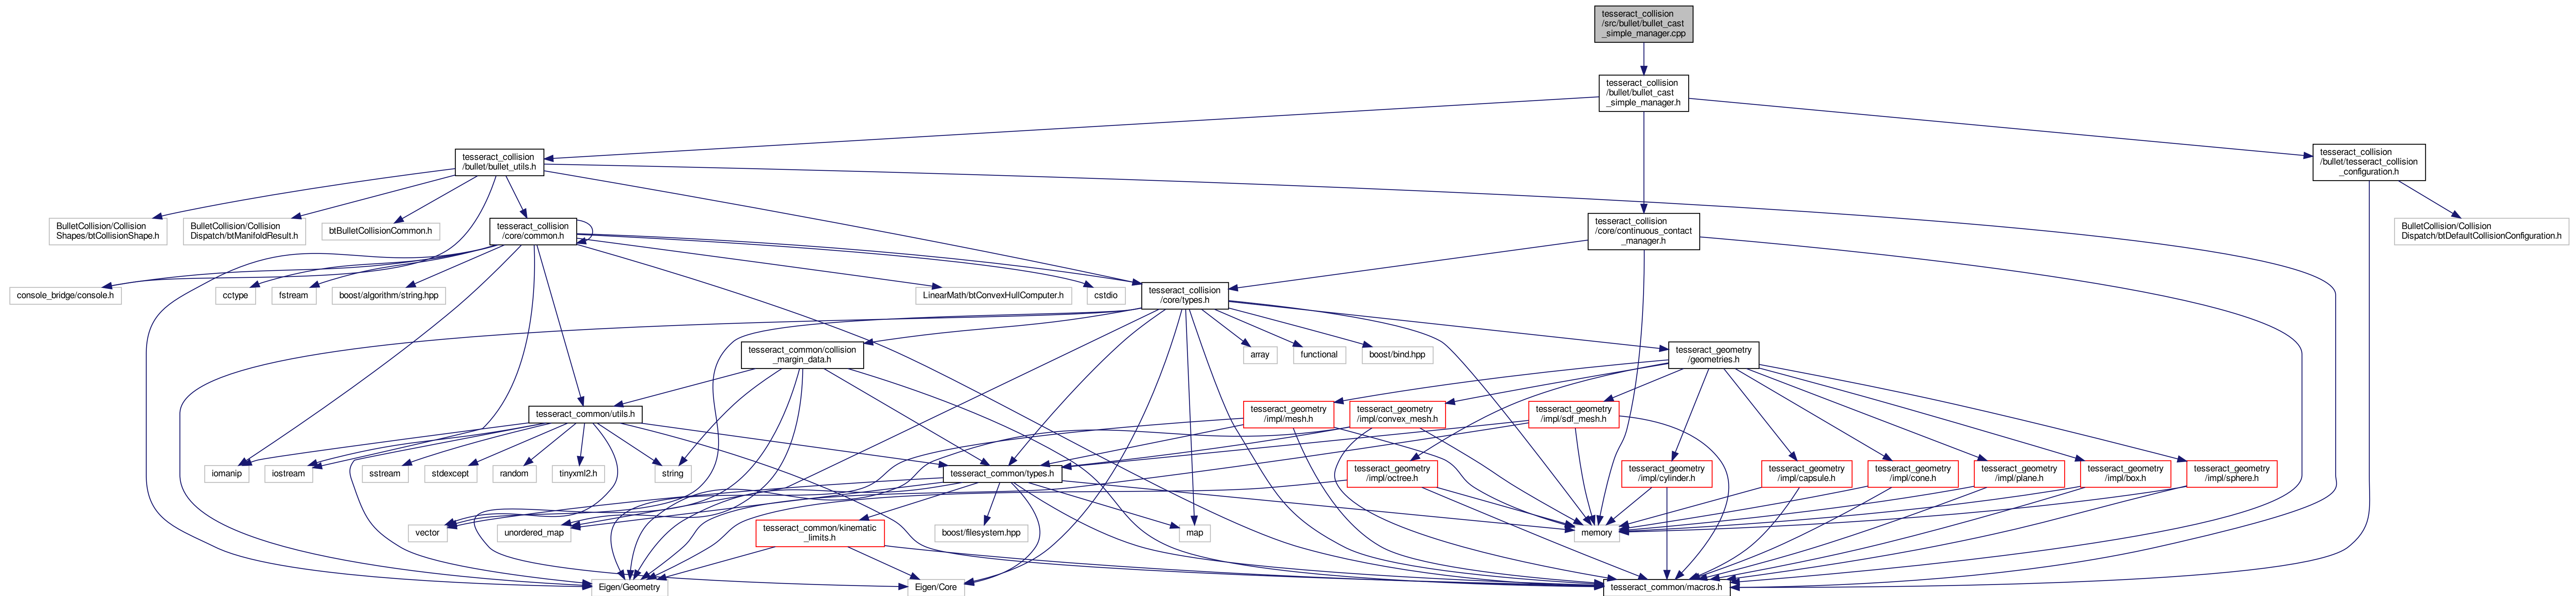 tesseract_collision
/src/bullet/bullet_cast
_simple_manager.cpp
tesseract_collision
/bullet/bullet_cast
_simple_manager.h
tesseract_collision
/bullet/bullet_utils.h
tesseract_collision
/bullet/tesseract_collision
_configuration.h
BulletCollision/Collision
Shapes/btCollisionShape.h
BulletCollision/Collision
Dispatch/btManifoldResult.h
btBulletCollisionCommon.h
tesseract_collision
/core/common.h
tesseract_collision
/core/continuous_contact
_manager.h
BulletCollision/Collision
Dispatch/btDefaultCollisionConfiguration.h
console_bridge/console.h
cctype
fstream
boost/algorithm/string.hpp
LinearMath/btConvexHullComputer.h
cstdio
tesseract_collision
/core/types.h
tesseract_common/collision
_margin_data.h
array
functional
boost/bind.hpp
tesseract_geometry
/geometries.h
tesseract_common/utils.h
tesseract_geometry
/impl/mesh.h
tesseract_geometry
/impl/convex_mesh.h
tesseract_geometry
/impl/sdf_mesh.h
iomanip
iostream
sstream
stdexcept
random
tinyxml2.h
string
tesseract_common/types.h
tesseract_geometry
/impl/octree.h
tesseract_geometry
/impl/cylinder.h
tesseract_geometry
/impl/capsule.h
tesseract_geometry
/impl/cone.h
tesseract_geometry
/impl/plane.h
tesseract_geometry
/impl/box.h
tesseract_geometry
/impl/sphere.h
vector
unordered_map
tesseract_common/kinematic
_limits.h
boost/filesystem.hpp
map
memory
Eigen/Geometry
Eigen/Core
tesseract_common/macros.h